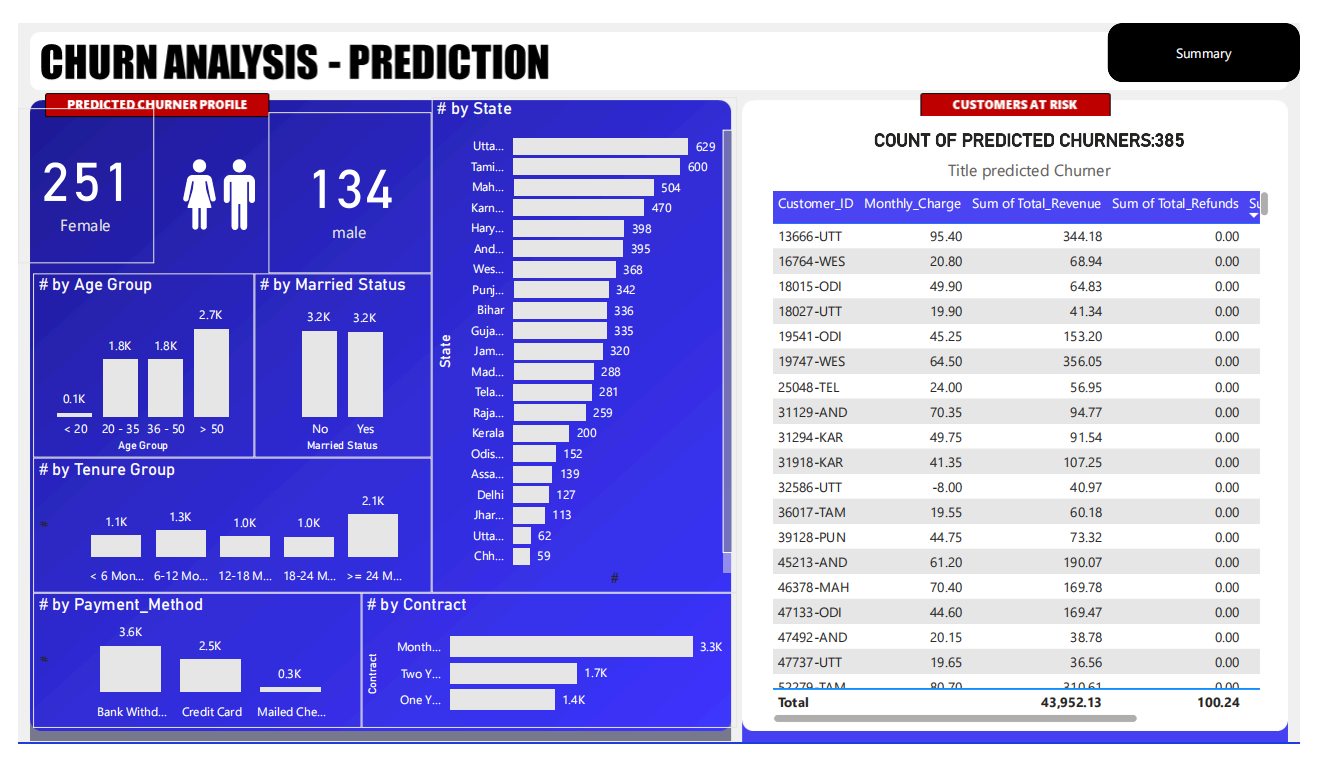 CHURN ANALYSIS - PREDICTION
Summary
PREDICTED CHURNER PROFILE
251
Female
134
male
# by Age Group
0.1K
1.8K
1.8K
2.7K
< 20
20 - 35
36 - 50
> 50
Age Group
# by Married Status
3.2K
3.2K
No
Yes
Married Status
# by Tenure Group
#
1.1K
1.3K
1.0K
1.0K
2.1K
< 6 Mon...
6-12 Mo...
12-18 M...
18-24 M...
>= 24 M...
# by Payment_Method
#
3.6K
2.5K
0.3K
Bank Withd...
Credit Card
Mailed Che...
# by State
State
Utta... 629
Tami... 600
Mah... 504
Karn... 470
Hary... 398
And... 395
Wes... 368
Punj... 342
Bihar 336
Guja... 335
Jam... 320
Mad... 288
Tela... 281
Raja... 259
Kerala 200
Odis... 152
Assa... 139
Delhi 127
Jhar... 113
Utta... 62
Chh... 59
#
# by Contract
Contract
Month... 3.3K
Two Y... 1.7K
One Y... 1.4K
CUSTOMERS AT RISK
COUNT OF PREDICTED CHURNERS:385
Title predicted Churner
Customer_ID Monthly_Charge Sum of Total_Revenue Sum of Total_Refunds Su
13666-UTT 95.40 344.18 0.00
16764-WES 20.80 68.94 0.00
18015-ODI 49.90 64.83 0.00
18027-UTT 19.90 41.34 0.00
19541-ODI 45.25 153.20 0.00
19747-WES 64.50 356.05 0.00
25048-TEL 24.00 56.95 0.00
31129-AND 70.35 94.77 0.00
31294-KAR 49.75 91.54 0.00
31918-KAR 41.35 107.25 0.00
32586-UTT -8.00 40.97 0.00
36017-TAM 19.55 60.18 0.00
39128-PUN 44.75 73.32 0.00
45213-AND 61.20 190.07 0.00
46378-MAH 70.40 169.78 0.00
47133-ODI 44.60 169.47 0.00
47492-AND 20.15 38.78 0.00
47737-UTT 19.65 36.56 0.00
52279-TAM 80.70 310.61 0.00
Total 43,952.13 100.24